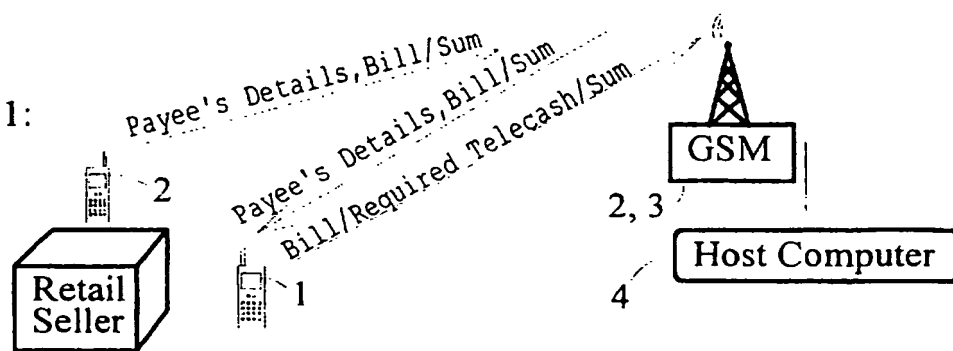 1:
Payee's Details,Bill/Sum
Payee's Details,Bill/Sum
Bill/Required Telecash/Sum
GSM
2
2, 3
Retail
Seller
1
4
Host Computer